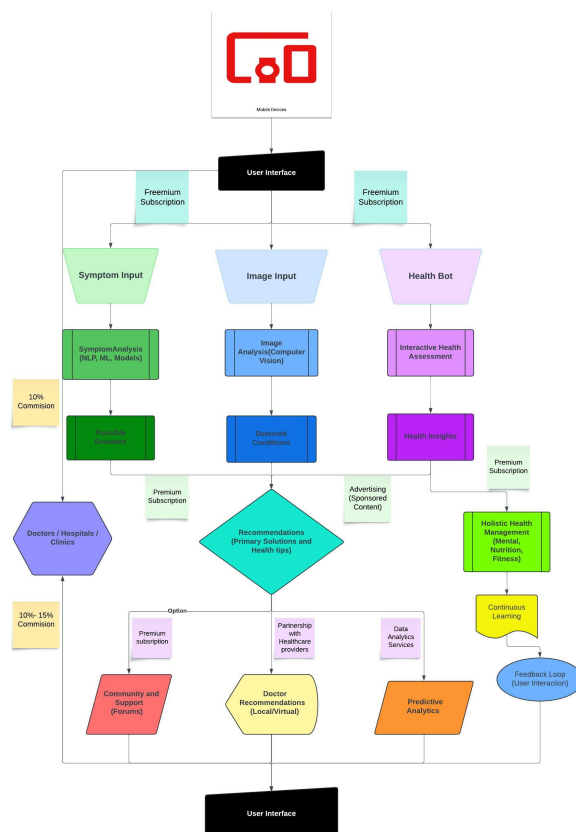 Mobile Devices
User Interface
Freemium
Subscription
Freemium
Subscription
Symptom Input
Image Input
Health Bot
SymptomAnalysis
(NLP, ML, Models)
Image
Analysis(Computer
Vision)
Interactive Health
Assessment
10%
Commision
Possible
Diseases
Detected
Conditions
Health Insights
Premium
Subscription
Advertising
(Sponsored
Content)
Premium
Subscription
Doctors / Hospitals /
Clinics
Recommendations
(Primary Solutions and
Health tips)
Holistic Health
Management
(Mental,
Nutrition,
Fitness)
10%- 15%
Commision
Option
Premium
subsription
Partnership
with
Healthcare
providers
Data
Analytics
Services
Continuous
Learning
Community and
Support
(Forums)
Doctor
Recommendations
(Local/Virtual)
Predictive
Analytics
Feedback Loop
(User Interaction)
User Interface